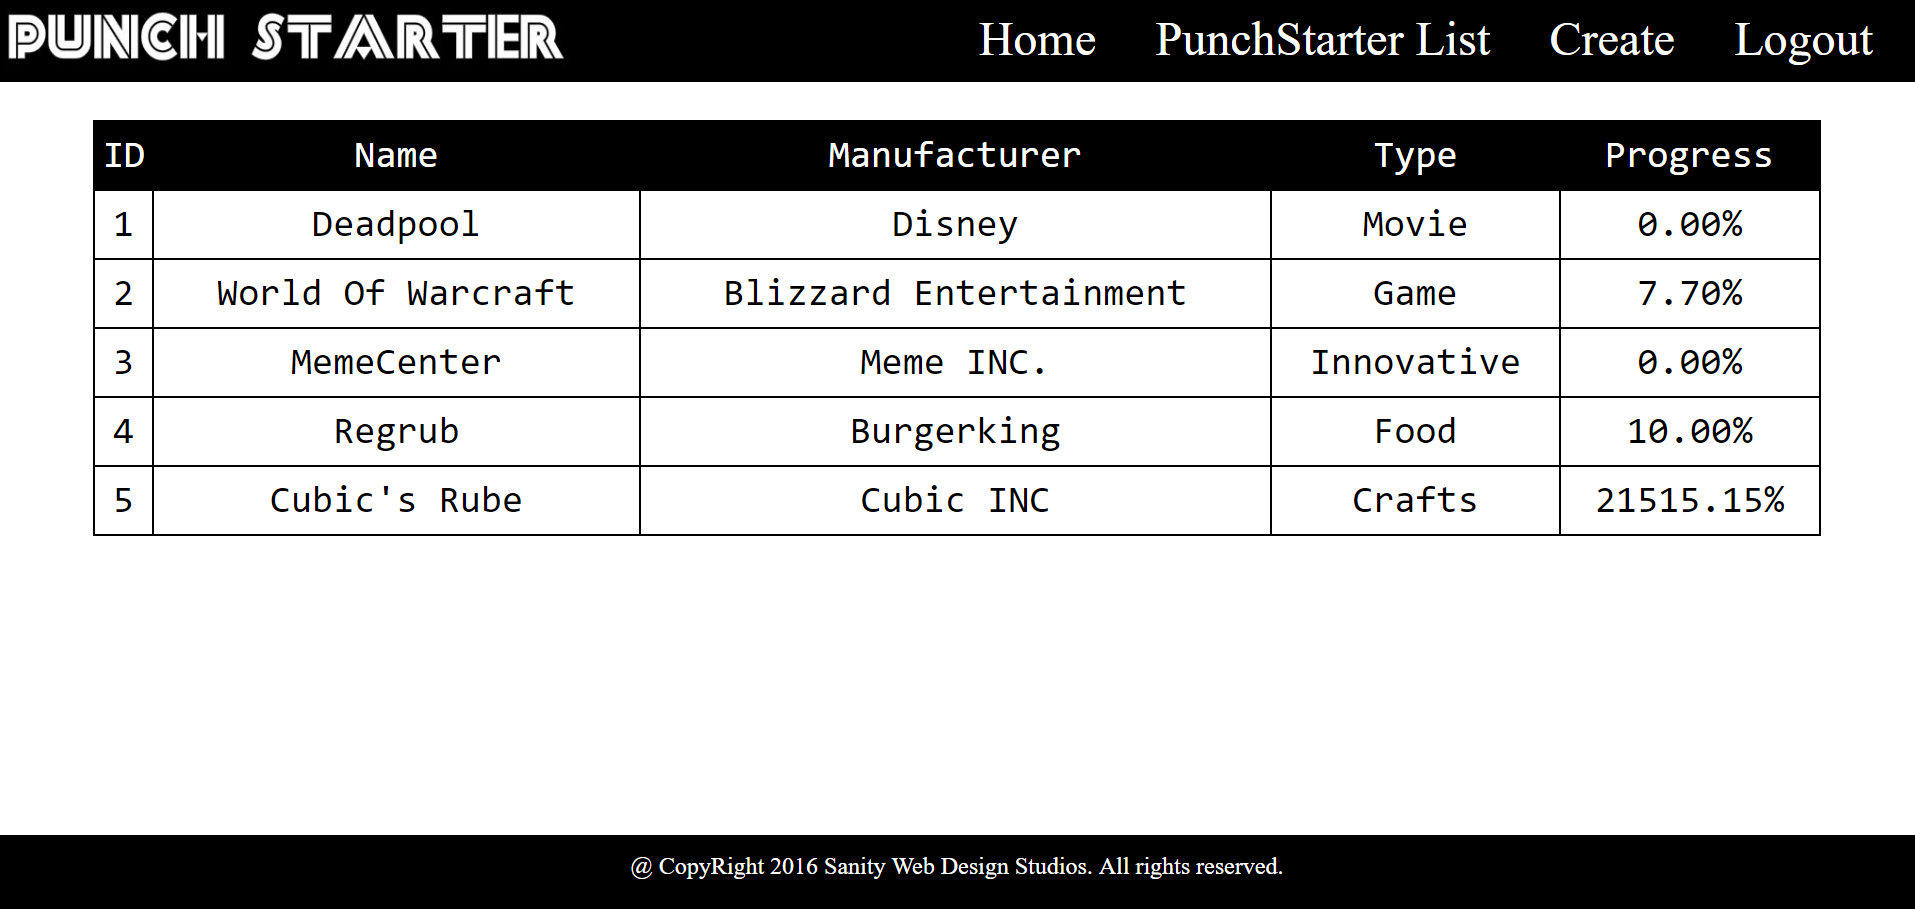 PUNCH STARTER Home PunchStarter List Create Logout
ID Name Manufacturer Type Progress
1 Deadpool Disney Movie 0.00%
2 World Of Warcraft Blizzard Entertainment Game 7.70%
3 MemeCenter Meme INC. Innovative 0.00%
4 Regrub Burgerking Food 10.00%
5 Cubic's Rube Cubic INC Crafts 21515.15%
@ CopyRight 2016 Sanity Web Design Studios. All rights reserved.